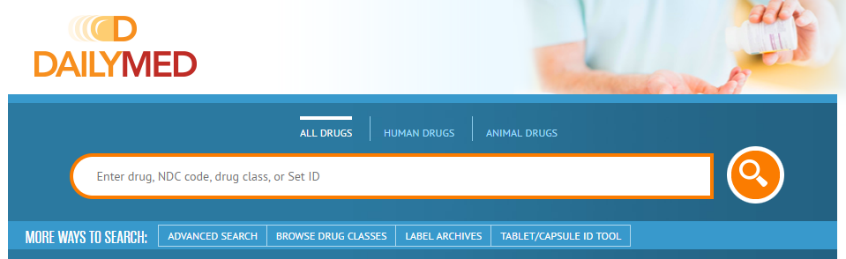 DAILYMED
ALL DRUGS HUMAN DRUGS ANIMAL DRUGS
Enter drug, NDC code, drug class, or Set ID
MORE WAYS TO SEARCH: ADVANCED SEARCH BROWSE DRUG CLASSES LABEL ARCHIVES TABLET/CAPSULE ID TOOL